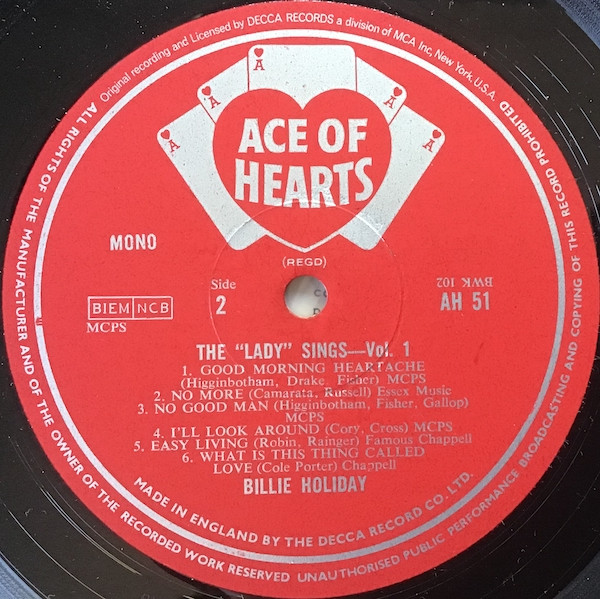 Original recording and Licensed by DECCA RECORDS a division of MCA Inc, New York, U.S.A.
ALL RIGHTS OF THE MANUFACTURER AND OF THE OWNER OF THE RECORDED WORK RESERVED UNAUTHORISED PUBLIC PERFORMANCE BROADCASTING AND COPYING OF THIS RECORD PROHIBITED
A
A
A
A
ACE OF
HEARTS
(REGD)
MONO
Side
2
BIEM NCB
MCPS
BWK 102
AH 51
THE "LADY" SINGS—Vol. 1
1. GOOD MORNING HEARTACHE
(Higginbotham, Drake, Fisher) MCPS
2. NO MORE (Camarata, Russell) Essex Music
3. NO GOOD MAN (Higginbotham, Fisher, Gallop)
MCPS
4. I'LL LOOK AROUND (Cory, Cross) MCPS
5. EASY LIVING (Robin, Rainger) Famous Chappell
6. WHAT IS THIS THING CALLED
LOVE (Cole Porter) Chappell
BILLIE HOLIDAY
MADE IN ENGLAND BY THE DECCA RECORD CO. LTD.